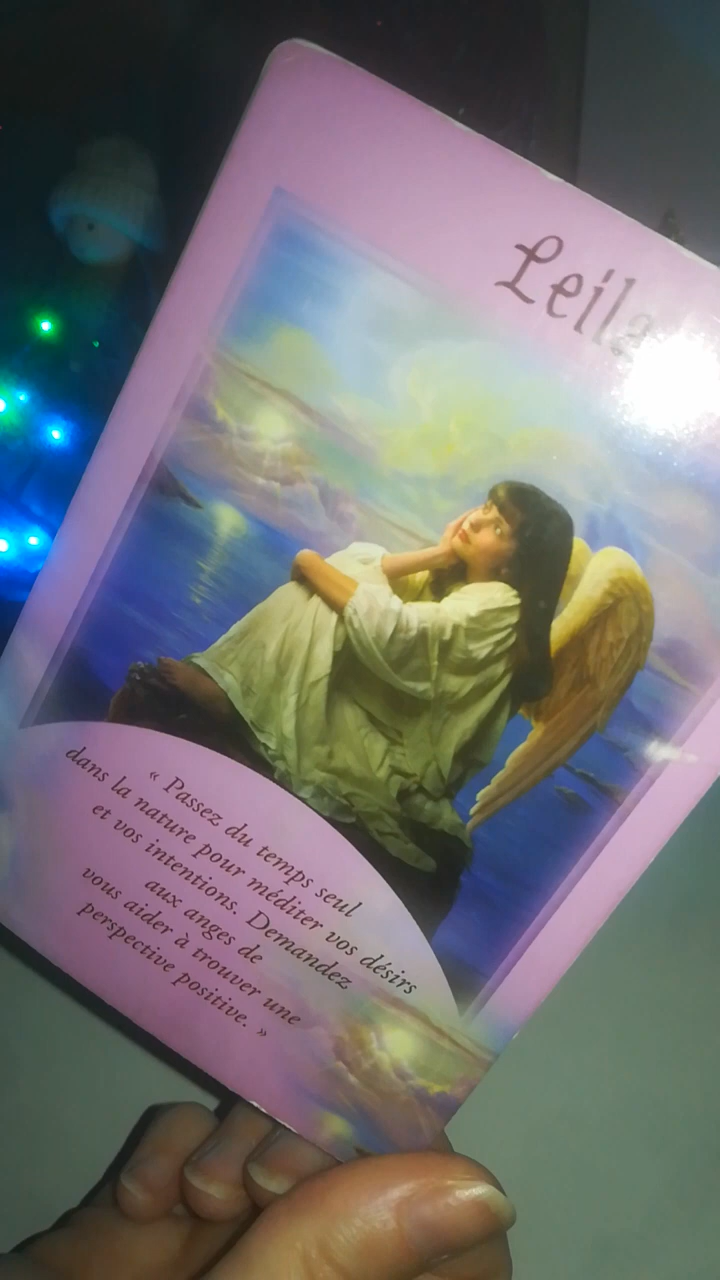 Leila
« Passez du temps seul
dans la nature pour méditer vos désirs
et vos intentions. Demandez
aux anges de
vous aider à trouver une
perspective positive. »